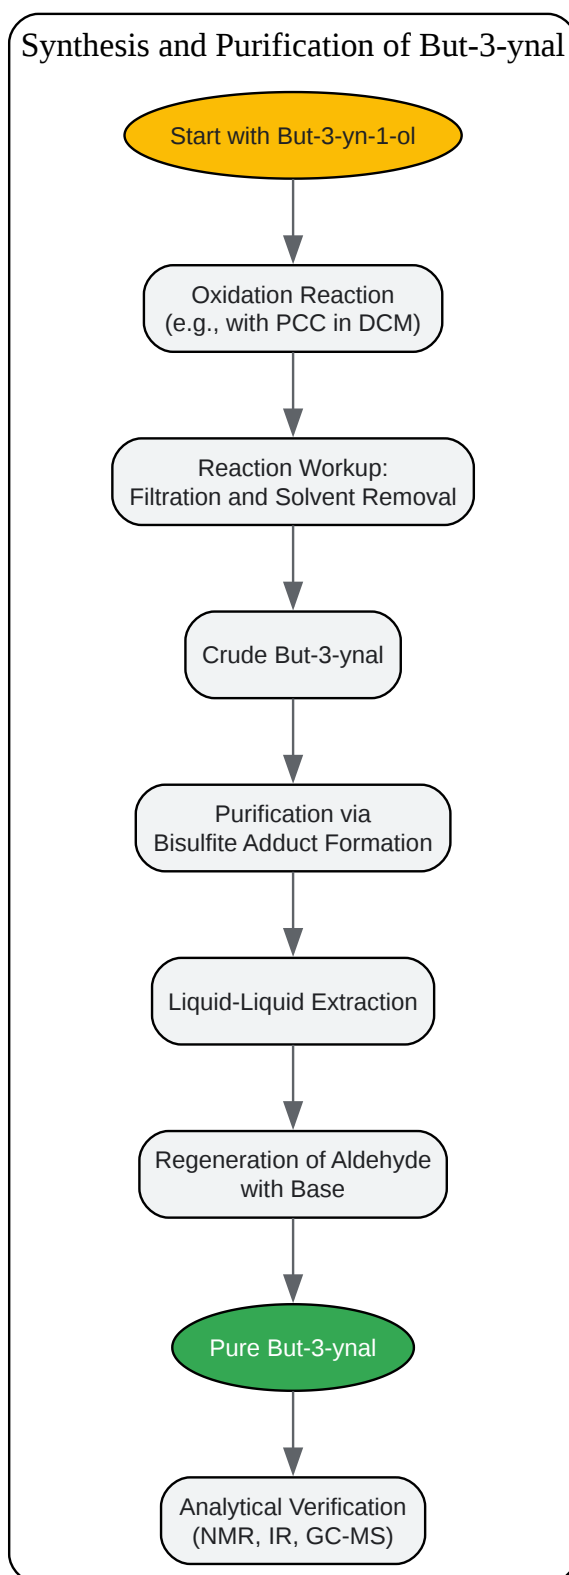 Synthesis and Purification of But-3-ynal
Start with But-3-yn-1-ol
Oxidation Reaction
(e.g., with PCC in DCM)
Reaction Workup:
Filtration and Solvent Removal
Crude But-3-ynal
Purification via
Bisulfite Adduct Formation
Liquid-Liquid Extraction
Regeneration of Aldehyde
with Base
Pure But-3-ynal
Analytical Verification
(NMR, IR, GC-MS)